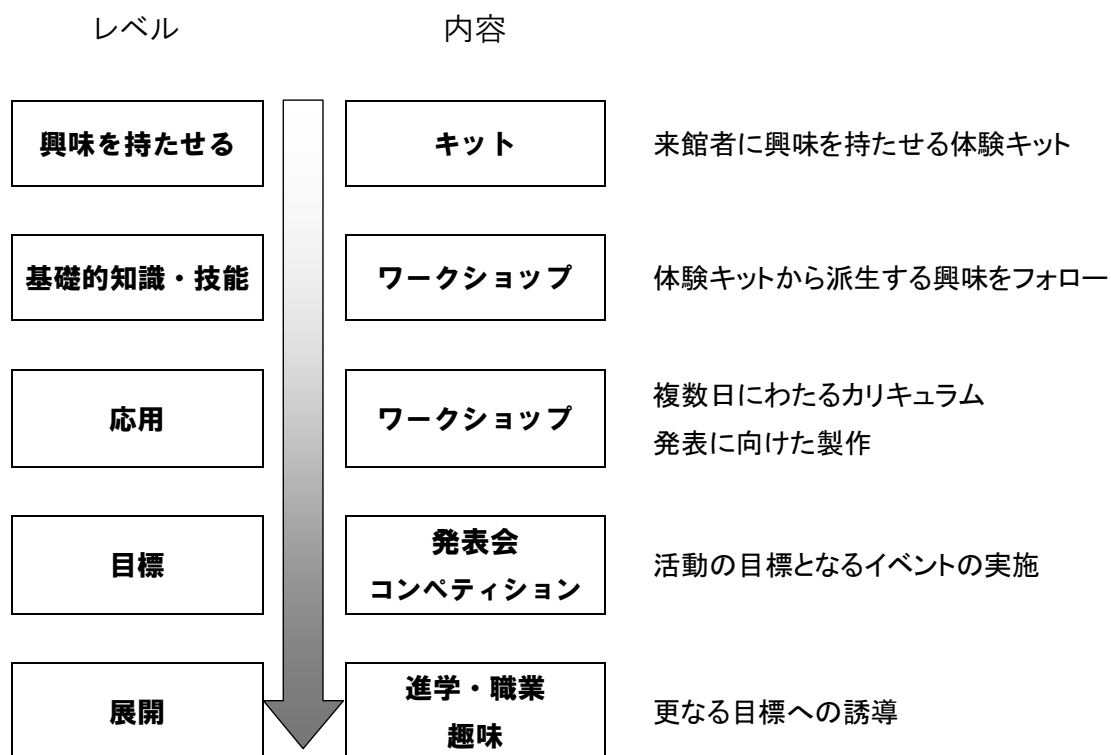 レベル
内容
興味を持たせる
キット
来館者に興味を持たせる体験キット
基礎的知識・技能
ワークショップ
体験キットから派生する興味をフォロー
応用
ワークショップ
複数日にわたるカリキュラム
発表に向けた製作
目標
発表会
コンペティション
活動の目標となるイベントの実施
展開
進学・職業
趣味
更なる目標への誘導